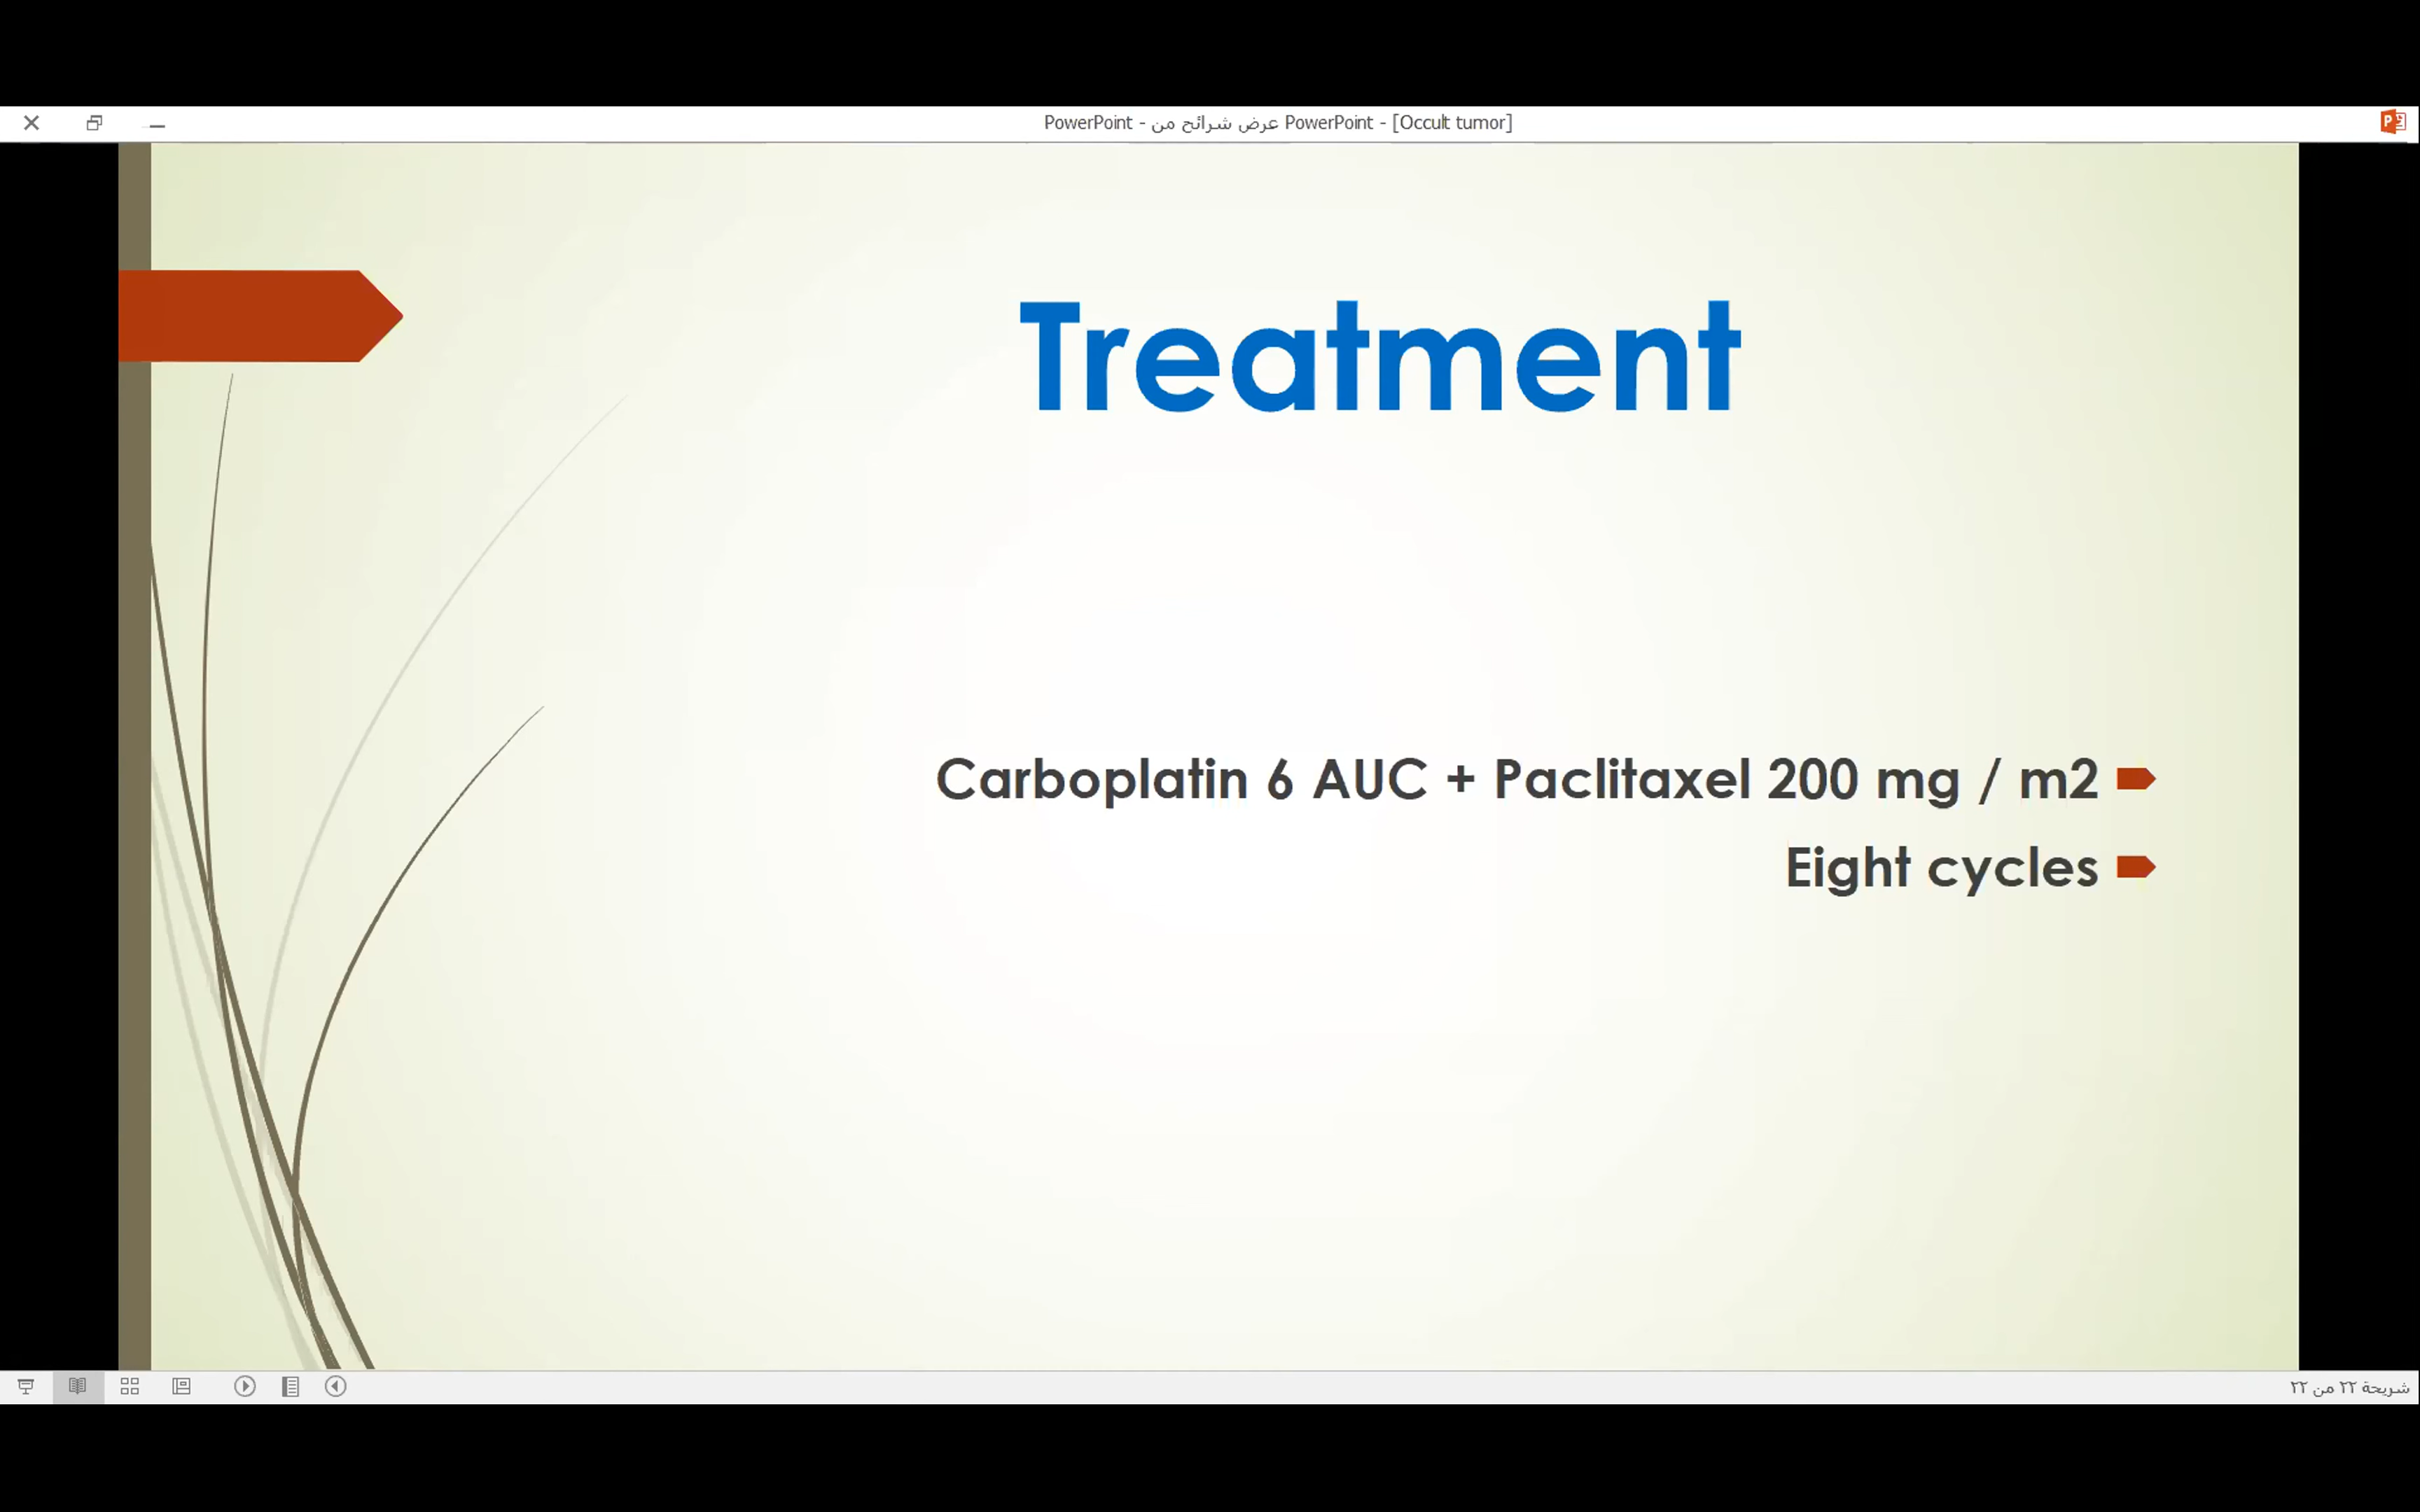 PowerPoint - عرض شرائح من PowerPoint - [Occult tumor]
Treatment
Carboplatin 6 AUC + Paclitaxel 200 mg / m2
Eight cycles
شريحة ٢٢ من ٢٢